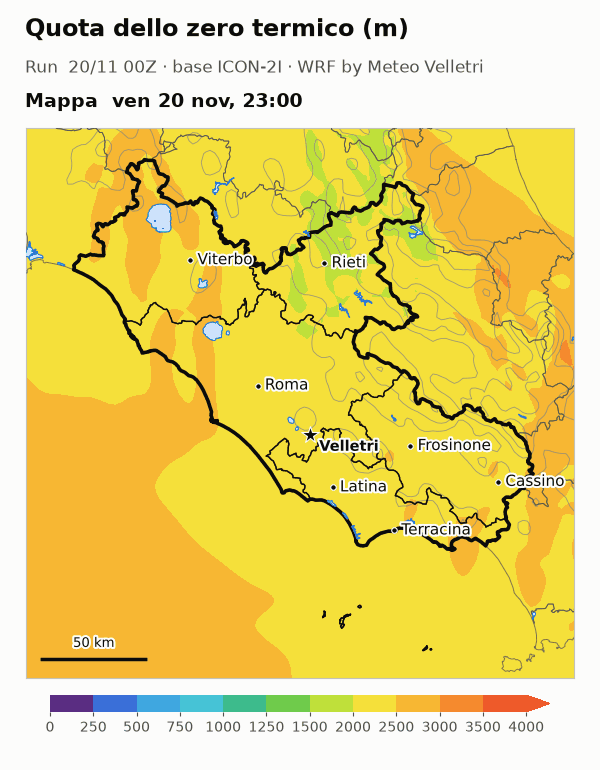 Quota dello zero termico (m)
Run 20/11 00Z · base ICON-2I · WRF by Meteo Velletri
Mappa ven 20 nov, 23:00
Viterbo
Rieti
Roma
Velletri
Frosinone
Cassino
Latina
Terracina
50 km
0 250 500 750 1000 1250 1500 2000 2500 3000 3500 4000